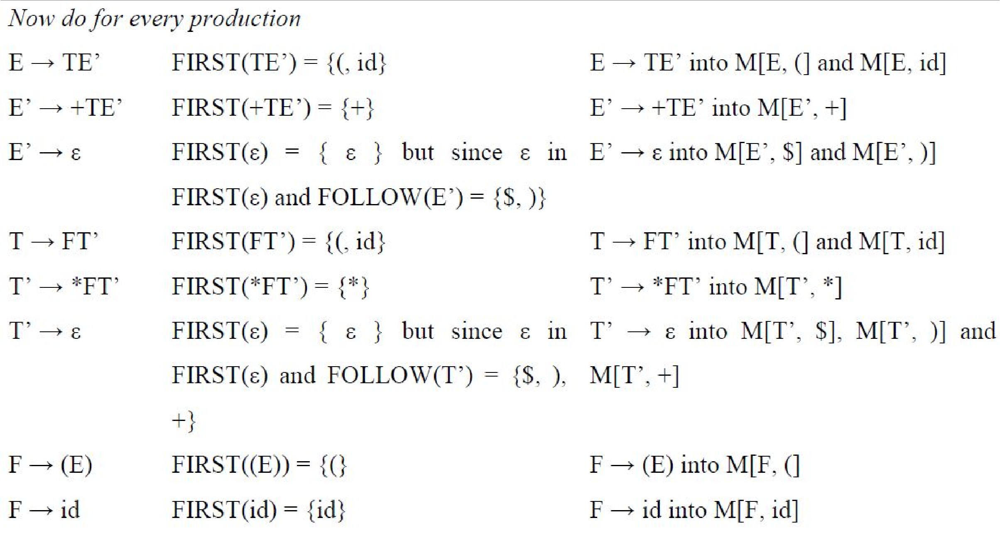 Now do for every production
E → TE’ FIRST(TE’) = {(, id} E → TE’ into M[E, (] and M[E, id]
E’ → +TE’ FIRST(+TE’) = {+} E’ → +TE’ into M[E’, +]
E’ → ε FIRST(ε) = { ε } but since ε in E’ → ε into M[E’, $] and M[E’, )]
FIRST(ε) and FOLLOW(E’) = {$, )}
T → FT’ FIRST(FT’) = {(, id} T → FT’ into M[T, (] and M[T, id]
T’ → *FT’ FIRST(*FT’) = {*} T’ → *FT’ into M[T’, *]
T’ → ε FIRST(ε) = { ε } but since ε in T’ → ε into M[T’, $], M[T’, )] and
FIRST(ε) and FOLLOW(T’) = {$, ), M[T’, +]
+}
F → (E) FIRST((E)) = {(} F → (E) into M[F, (]
F → id FIRST(id) = {id} F → id into M[F, id]